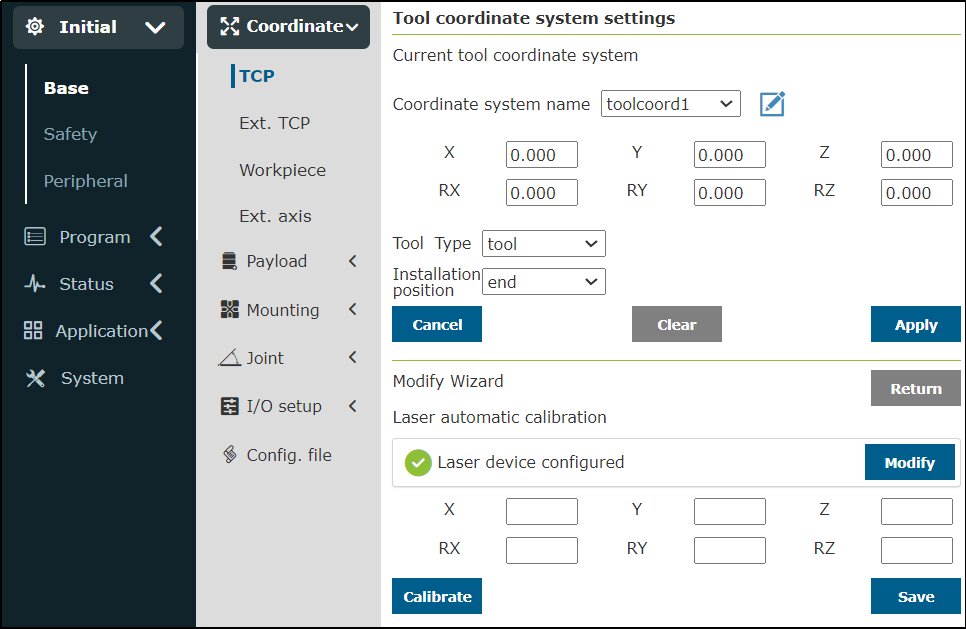 Initial
Base
Safety
Peripheral
Program
Status
Application
System
Coordinate
TCP
Ext. TCP
Workpiece
Ext. axis
Payload
Mounting
Joint
I/O setup
Config. file
Tool coordinate system settings
Current tool coordinate system
Coordinate system name toolcoord1
X 0.000 Y 0.000 Z 0.000
RX 0.000 RY 0.000 RZ 0.000
Tool Type tool
Installation
position end
Cancel Clear Apply
Modify Wizard Return
Laser automatic calibration
Laser device configured Modify
X Y Z
RX RY RZ
Calibrate Save